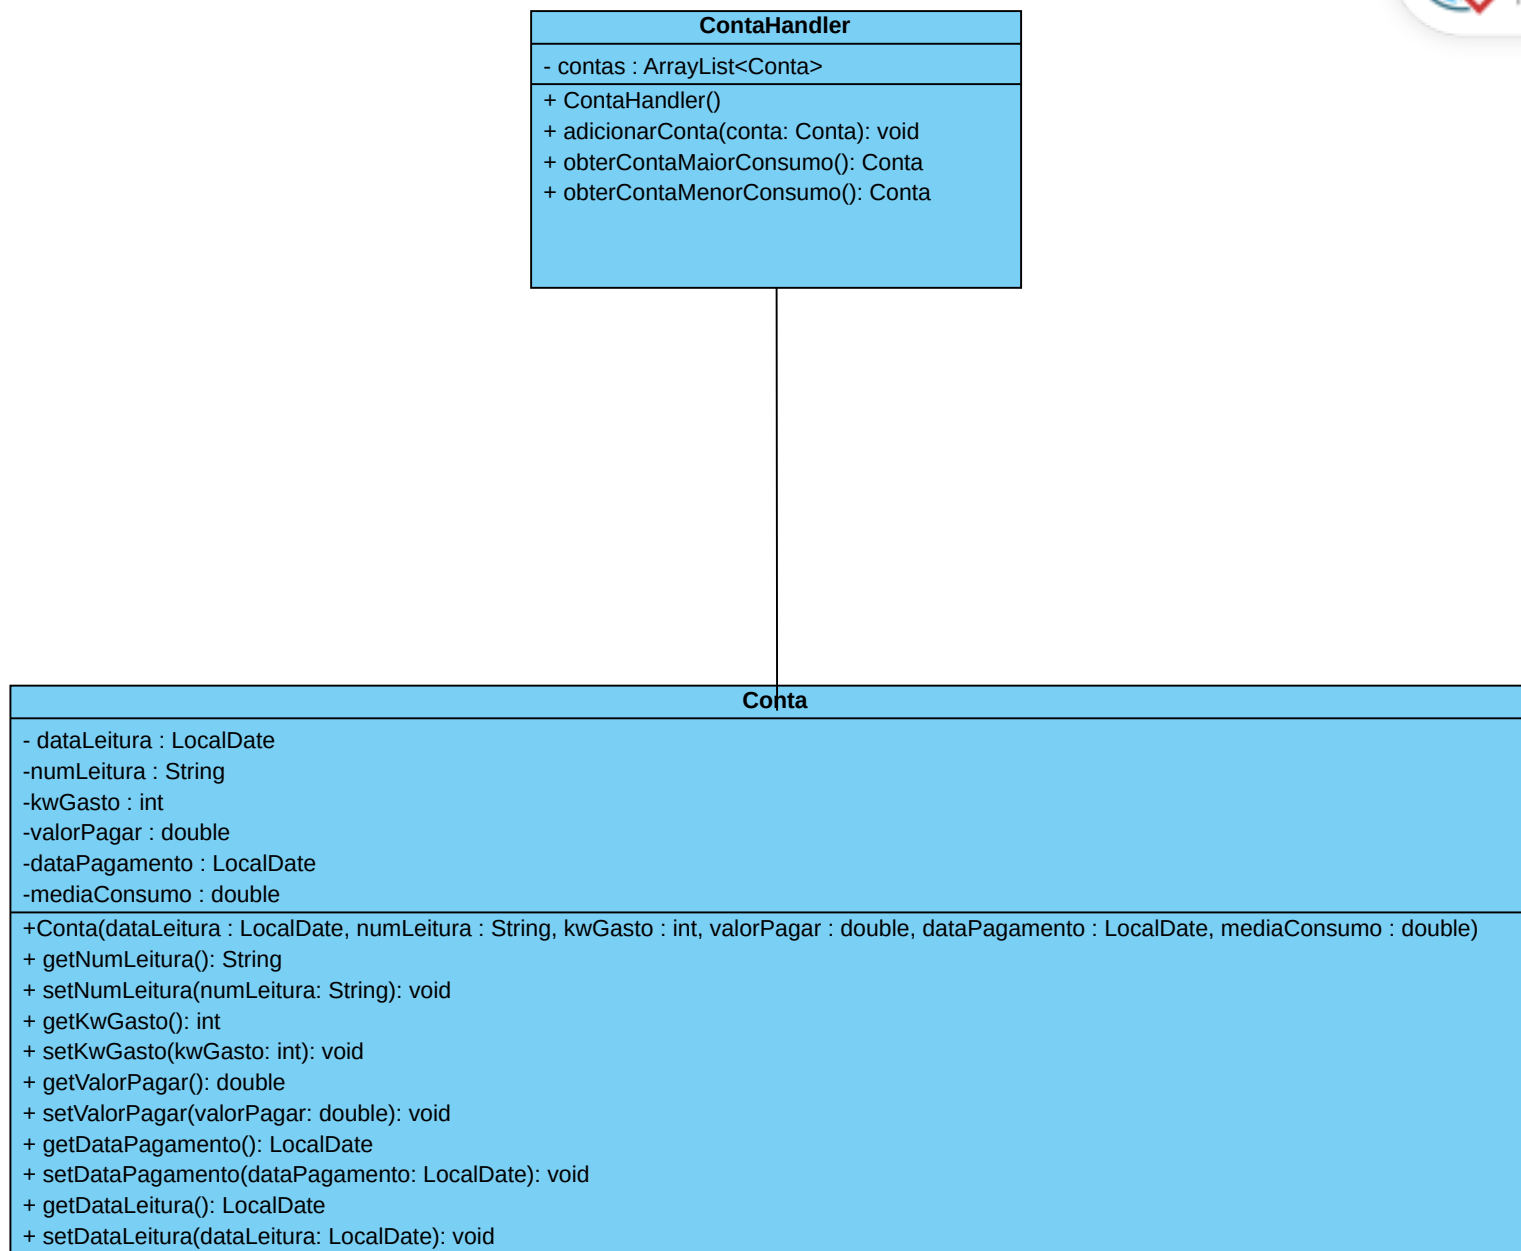 ContaHandler
- contas : ArrayList<Conta>
+ ContaHandler()
+ adicionarConta(conta: Conta): void
+ obterContaMaiorConsumo(): Conta
+ obterContaMenorConsumo(): Conta
Conta
- dataLeitura : LocalDate
-numLeitura : String
-kwGasto : int
-valorPagar : double
-dataPagamento : LocalDate
-mediaConsumo : double
+Conta(dataLeitura : LocalDate, numLeitura : String, kwGasto : int, valorPagar : double, dataPagamento : LocalDate, mediaConsumo : double)
+ getNumLeitura(): String
+ setNumLeitura(numLeitura: String): void
+ getKwGasto(): int
+ setKwGasto(kwGasto: int): void
+ getValorPagar(): double
+ setValorPagar(valorPagar: double): void
+ getDataPagamento(): LocalDate
+ setDataPagamento(dataPagamento: LocalDate): void
+ getDataLeitura(): LocalDate
+ setDataLeitura(dataLeitura: LocalDate): void